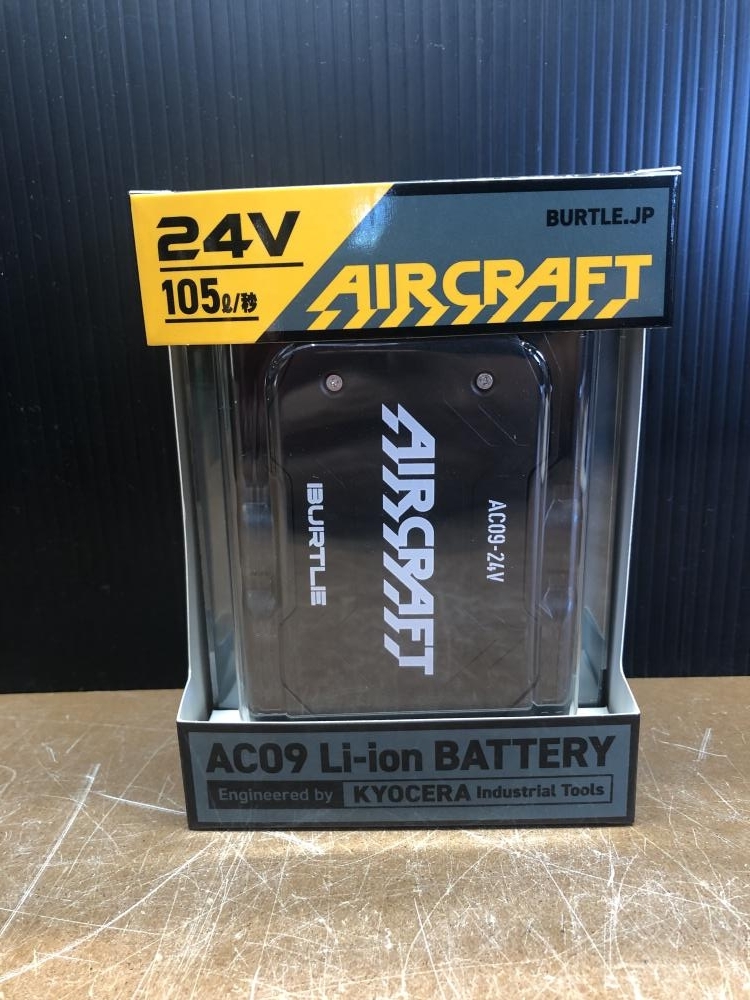 24V
105ℓ/秒
BURTLE.JP
AIRCRAFT
AC09-24V
AIRCRAFT
BURTLE
AC09 Li-ion BATTERY
Engineered by KYOCERA Industrial Tools